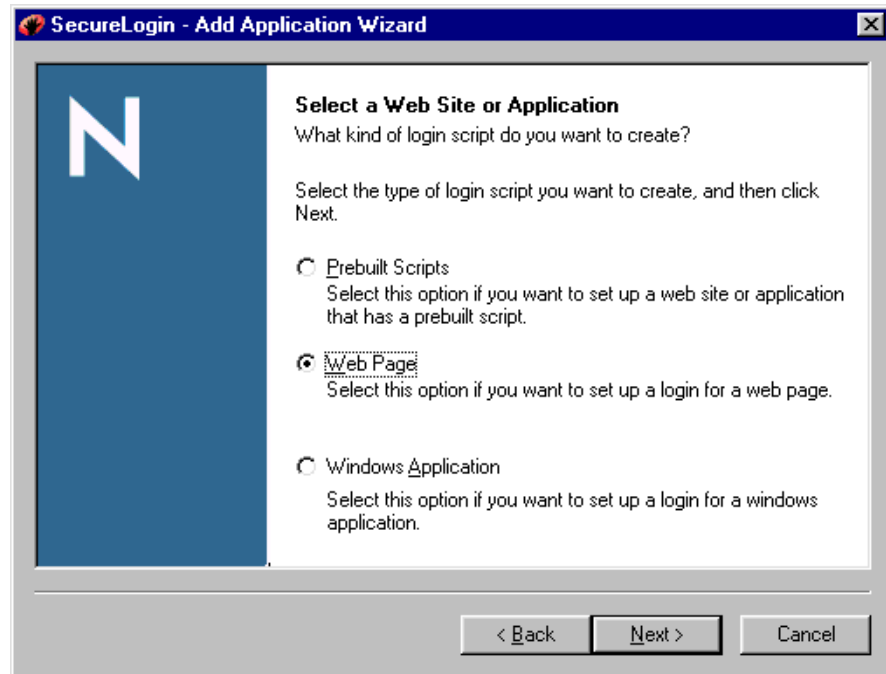 SecureLogin - Add Application Wizard
N
Select a Web Site or Application
What kind of login script do you want to create?
Select the type of login script you want to create, and then click
Next.
Prebuilt Scripts
Select this option if you want to set up a web site or application
that has a prebuilt script.
Web Page
Select this option if you want to set up a login for a web page.
Windows Application
Select this option if you want to set up a login for a windows
application.
< Back
Next >
Cancel